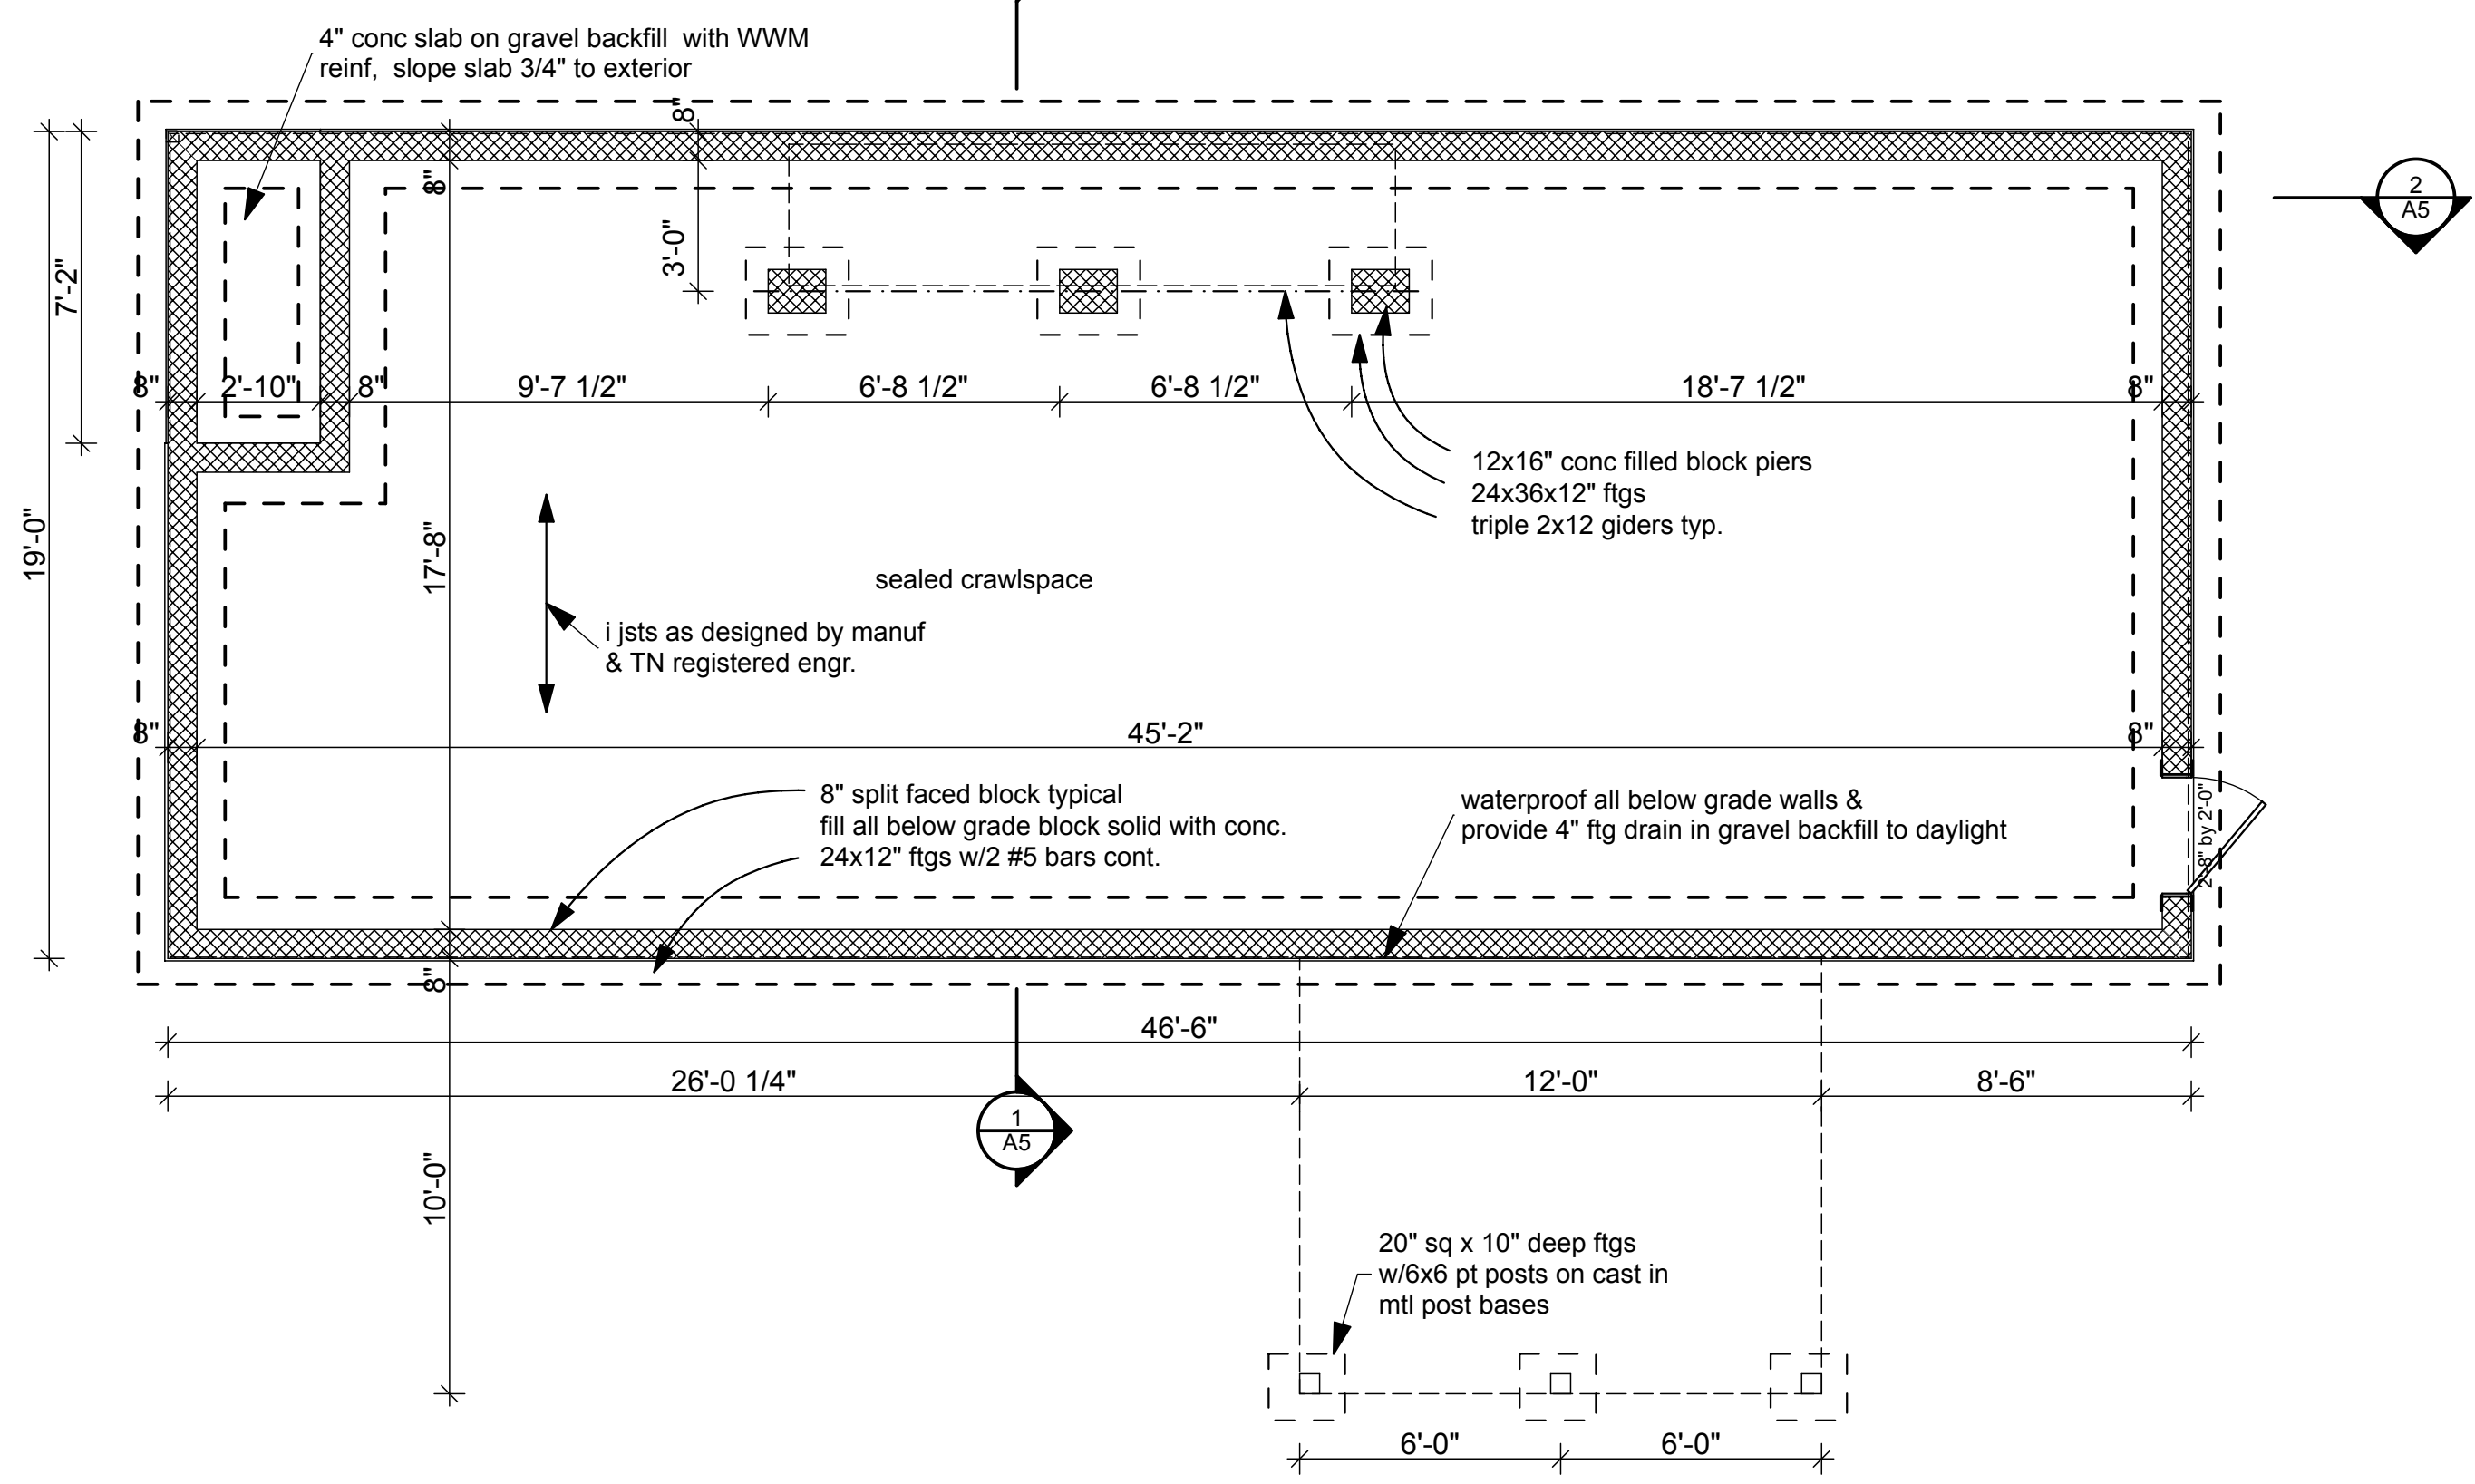 4" conc slab on gravel backfill  with WWM
reinf,  slope slab 3/4" to exterior
8"
8"
2
A5
3'-0"
7'-2"
8"
2'-10"
8"
9'-7 1/2"
6'-8 1/2"
6'-8 1/2"
18'-7 1/2"
8"
12x16" conc filled block piers
24x36x12" ftgs
triple 2x12 giders typ.
19'-0"
17'-8"
sealed crawlspace
i jsts as designed by manuf
& TN registered engr.
8"
45'-2"
8"
8" split faced block typical
fill all below grade block solid with conc.
24x12" ftgs w/2 #5 bars cont.
waterproof all below grade walls &
provide 4" ftg drain in gravel backfill to daylight
2'-8" by 2'-0"
8"
46'-6"
26'-0 1/4"
12'-0"
8'-6"
1
A5
10'-0"
20" sq x 10" deep ftgs
w/6x6 pt posts on cast in
mtl post bases
6'-0"
6'-0"